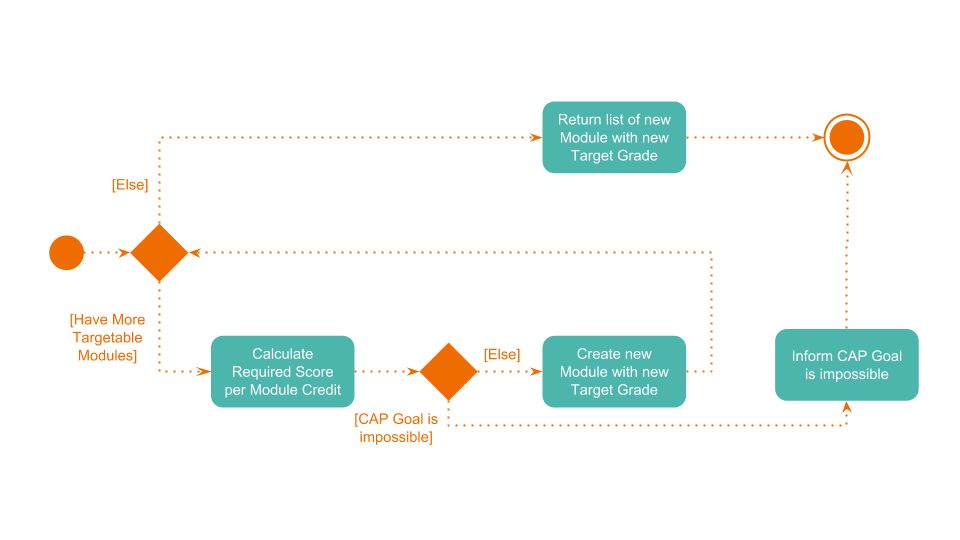 Return list of new
Module with new
Target Grade
[Else]
[Have More
Targetable
Modules]
Calculate
Required Score
per Module Credit
[Else]
Create new
Module with new
Target Grade
Inform CAP Goal
is impossible
[CAP Goal is
impossible]